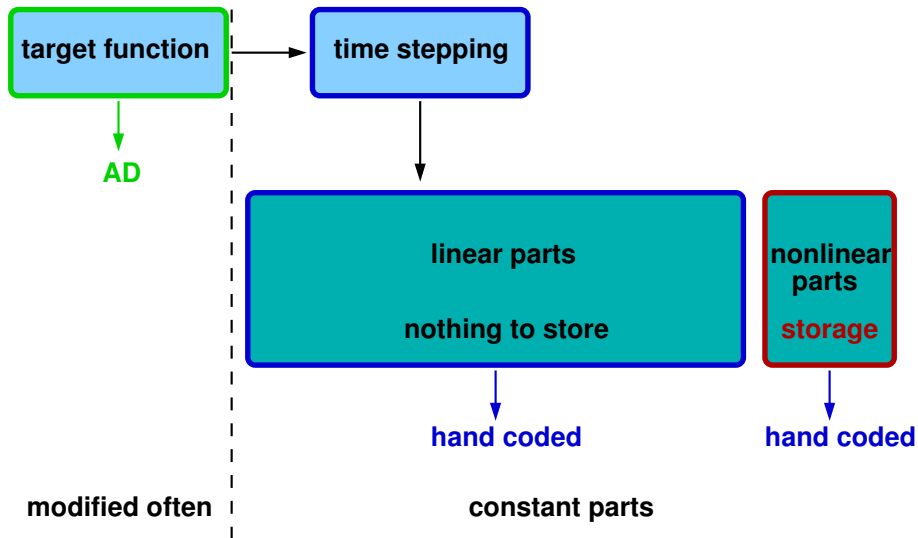 target function
time stepping
AD
linear parts
nothing to store
nonlinear
parts
storage
hand coded
hand coded
modified often
constant parts